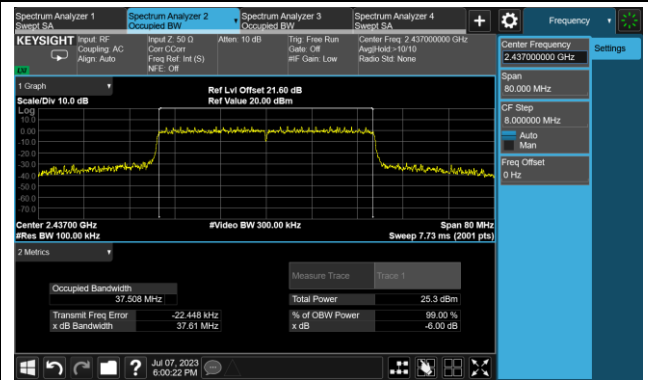 Spectrum Analyzer 1
Swept SA
Spectrum Analyzer 2
Occupied BW
Spectrum Analyzer 3
Occupied BW
Spectrum Analyzer 4
Swept SA
+
Frequency
KEYSIGHT
Input: RF
Coupling: AC
Align: Auto
Input Z: 50 Ω
Corr CCorr
Freq Ref: Int (S)
NFE: Off
Atten: 10 dB
Trig: Free Run
Gate: Off
#IF Gain: Low
Center Freq: 2.437000000 GHz
Avg|Hold:>10/10
Radio Std: None
Center Frequency
2.437000000 GHz
Settings
Span
80.000 MHz
CF Step
8.000000 MHz
Auto
Man
Freq Offset
0 Hz
1 Graph
Scale/Div 10.0 dB
Ref Lvl Offset 21.60 dB
Ref Value 20.00 dBm
Log
10.0
0.00
-10.0
-20.0
-30.0
-40.0
-50.0
-60.0
-70.0
Center 2.43700 GHz
#Res BW 100.00 kHz
#Video BW 300.00 kHz
Span 80 MHz
Sweep 7.73 ms (2001 pts)
2 Metrics
Measure Trace
Trace 1
Occupied Bandwidth
37.508 MHz
Total Power
25.3 dBm
Transmit Freq Error
-22.448 kHz
% of OBW Power
99.00 %
x dB Bandwidth
37.61 MHz
x dB
-6.00 dB
?
Jul 07, 2023
6:00:22 PM